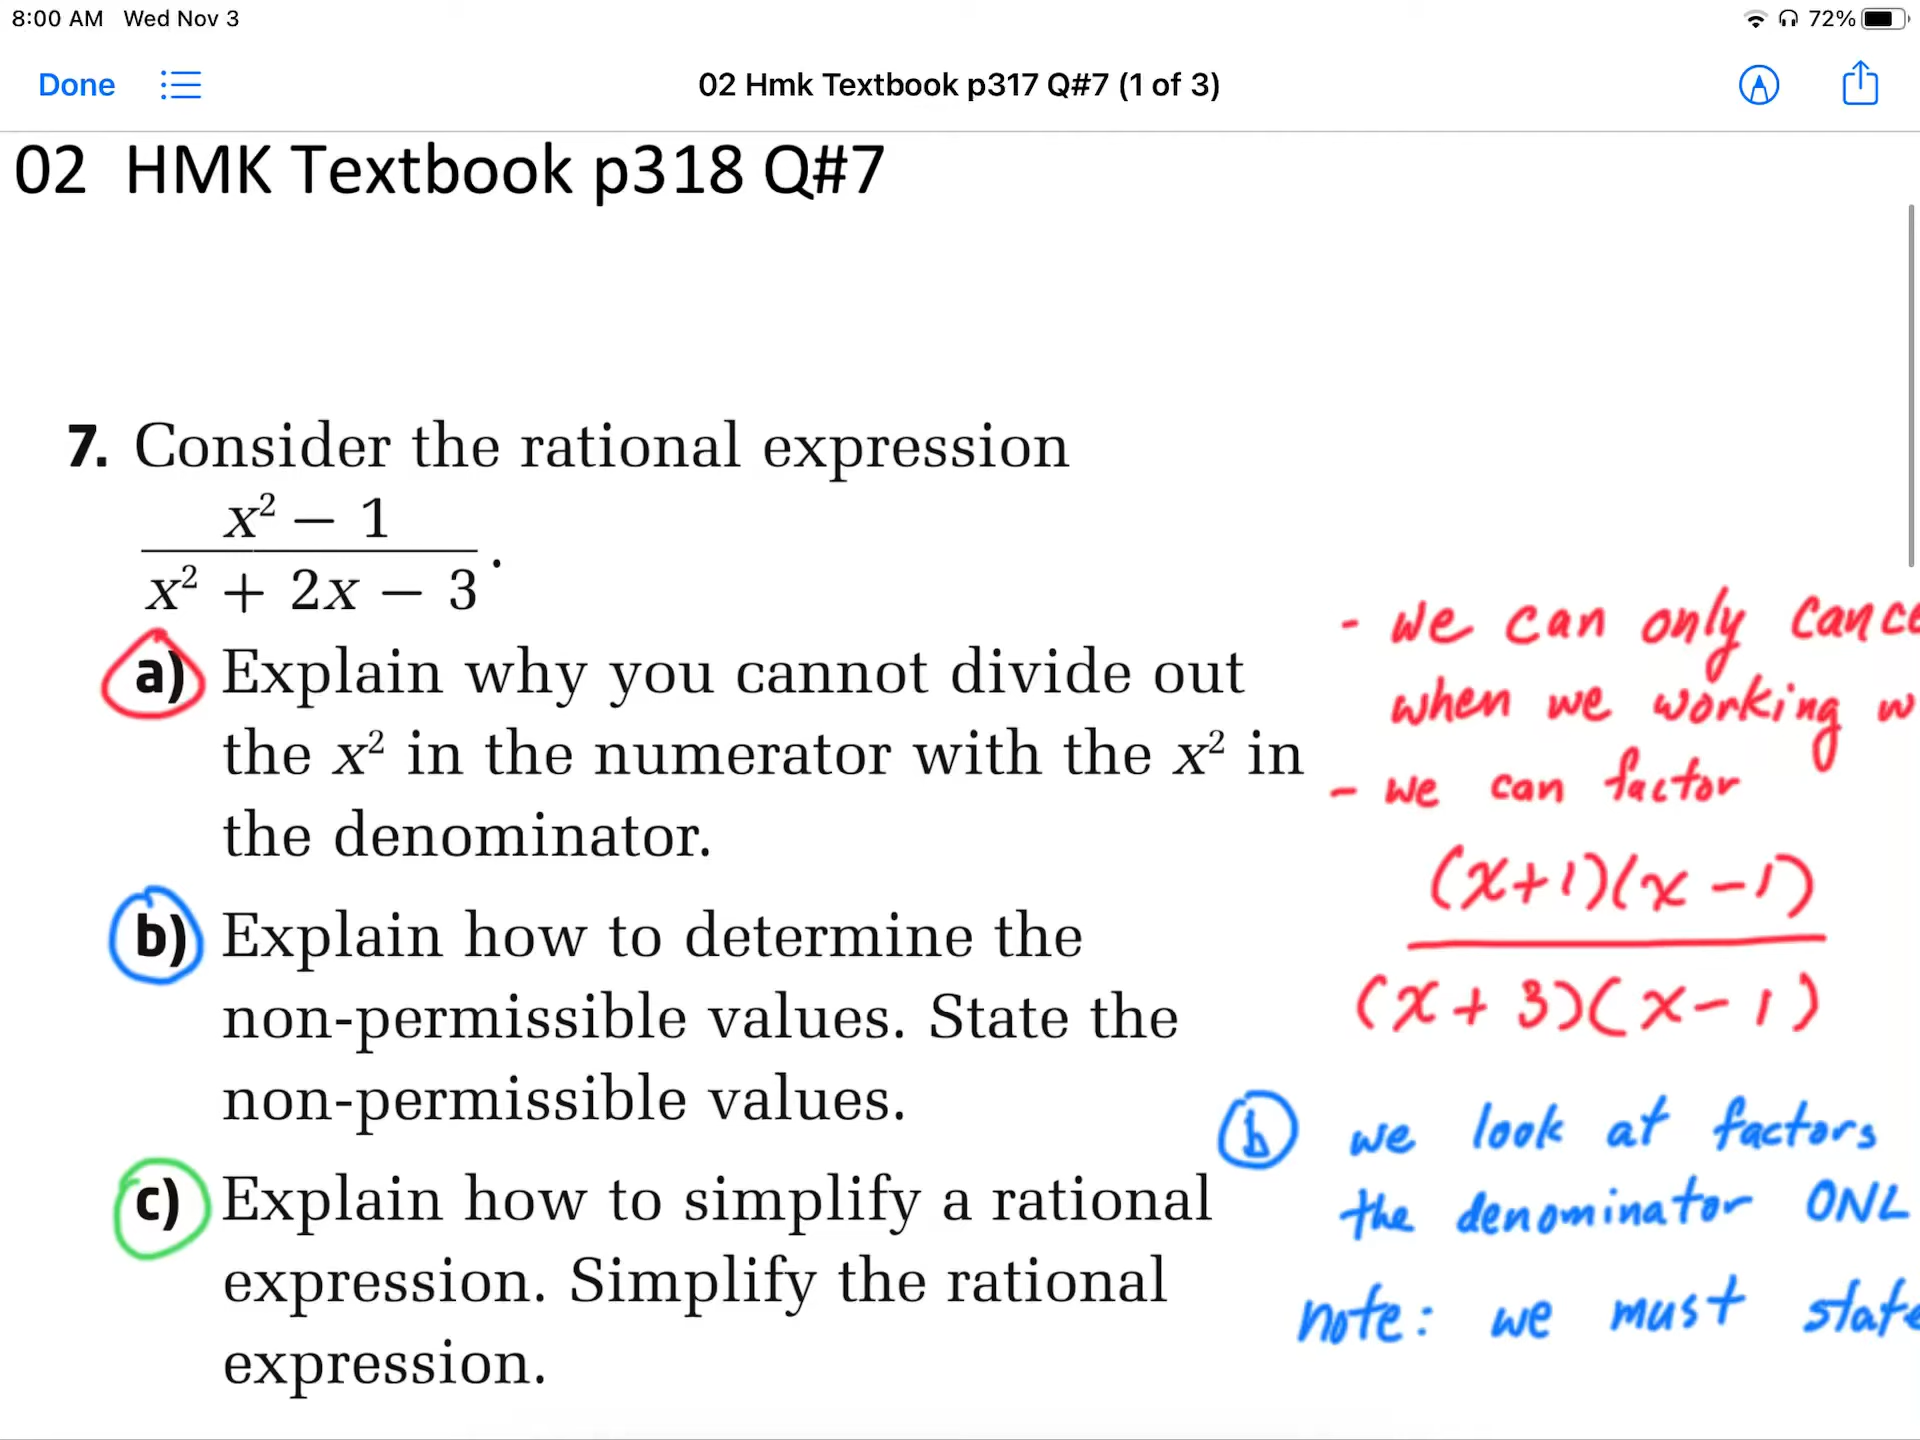 8:00 AM Wed Nov 3
72%
Done
02 Hmk Textbook p317 Q#7 (1 of 3)
02 HMK Textbook p318 Q#7
7. Consider the rational expression
x² − 1
x² + 2x − 3 .
a) Explain why you cannot divide out
the x² in the numerator with the x² in
the denominator.
b) Explain how to determine the
non-permissible values. State the
non-permissible values.
c) Explain how to simplify a rational
expression. Simplify the rational
expression.
- we can only
when we working
- we can factor
(x+1)(x-1)
(x+3)(x-1)
b we look at factors
the denominator
note: we must state